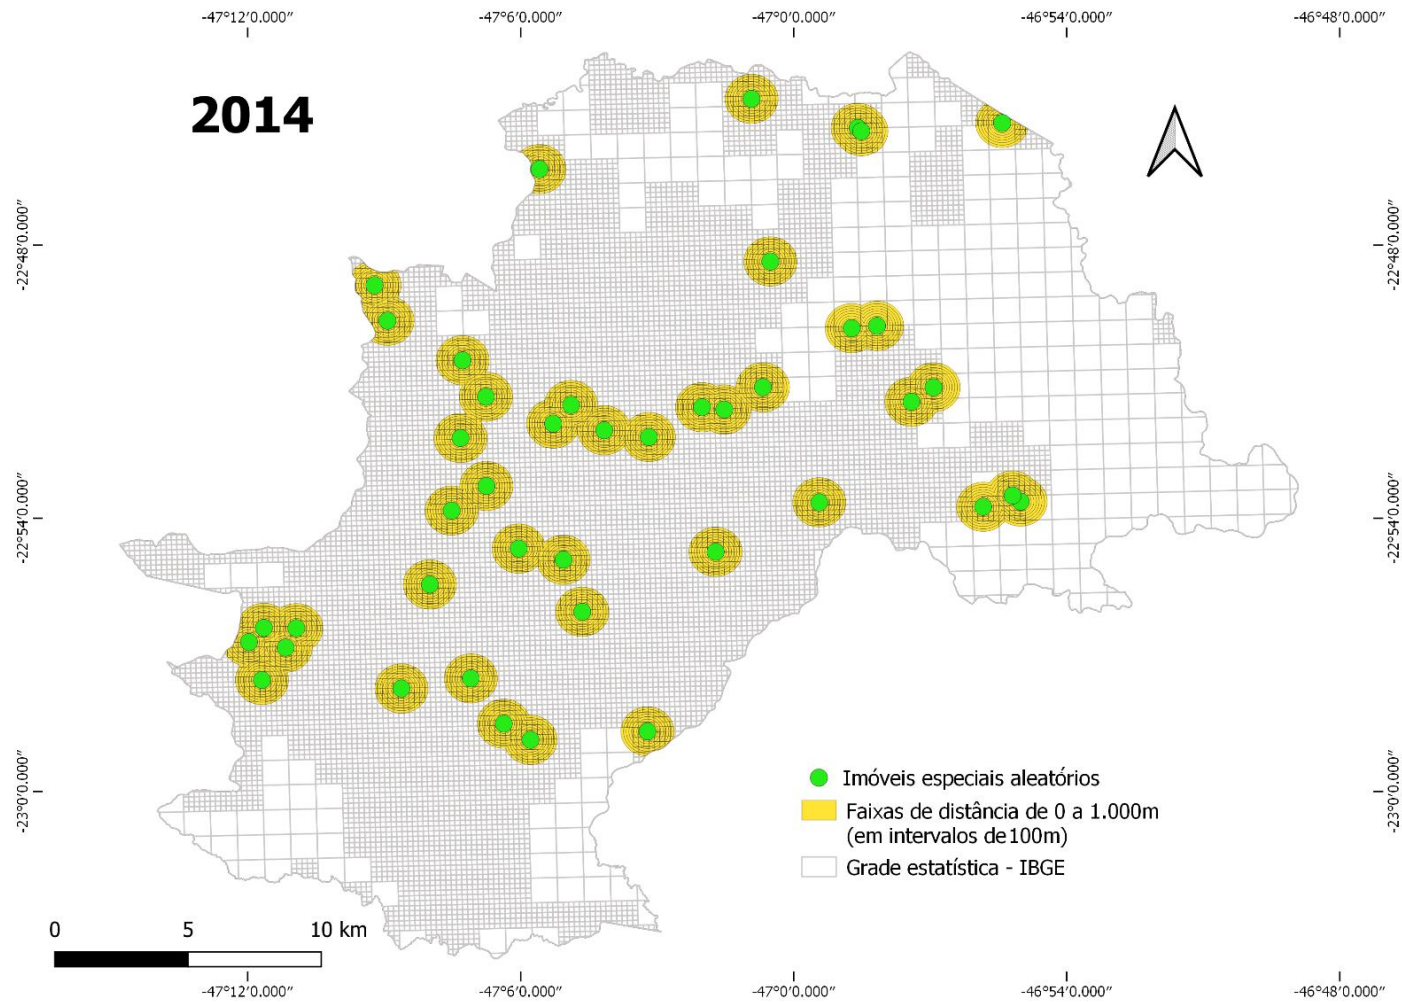 -47°12′0.000″ -47°6′0.000″ -47°0′0.000″ -46°54′0.000″ -46°48′0.000″
2014
-22°48′0.000″ -22°48′0.000″
-22°54′0.000″ -22°54′0.000″
Imóveis especiais aleatórios
-23°0′0.000″ -23°0′0.000″
Faixas de distância de 0 a 1.000m
(em intervalos de 100m)
Grade estatística - IBGE
0 5 10 km
-47°12′0.000″ -47°6′0.000″ -47°0′0.000″ -46°54′0.000″ -46°48′0.000″